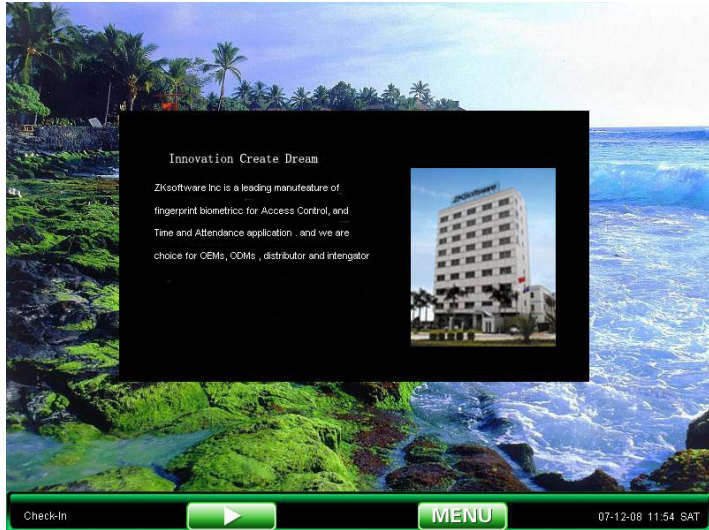 Innovation Create Dream
ZKsoftware Inc is a leading manufeature of
fingerprint biometricc for Access Control, and
Time and Attendance application . and we are
choice for OEMs, ODMs , distributor and intengator
ZKSoftware
Check-In
MENU
07-12-08 11:54 SAT